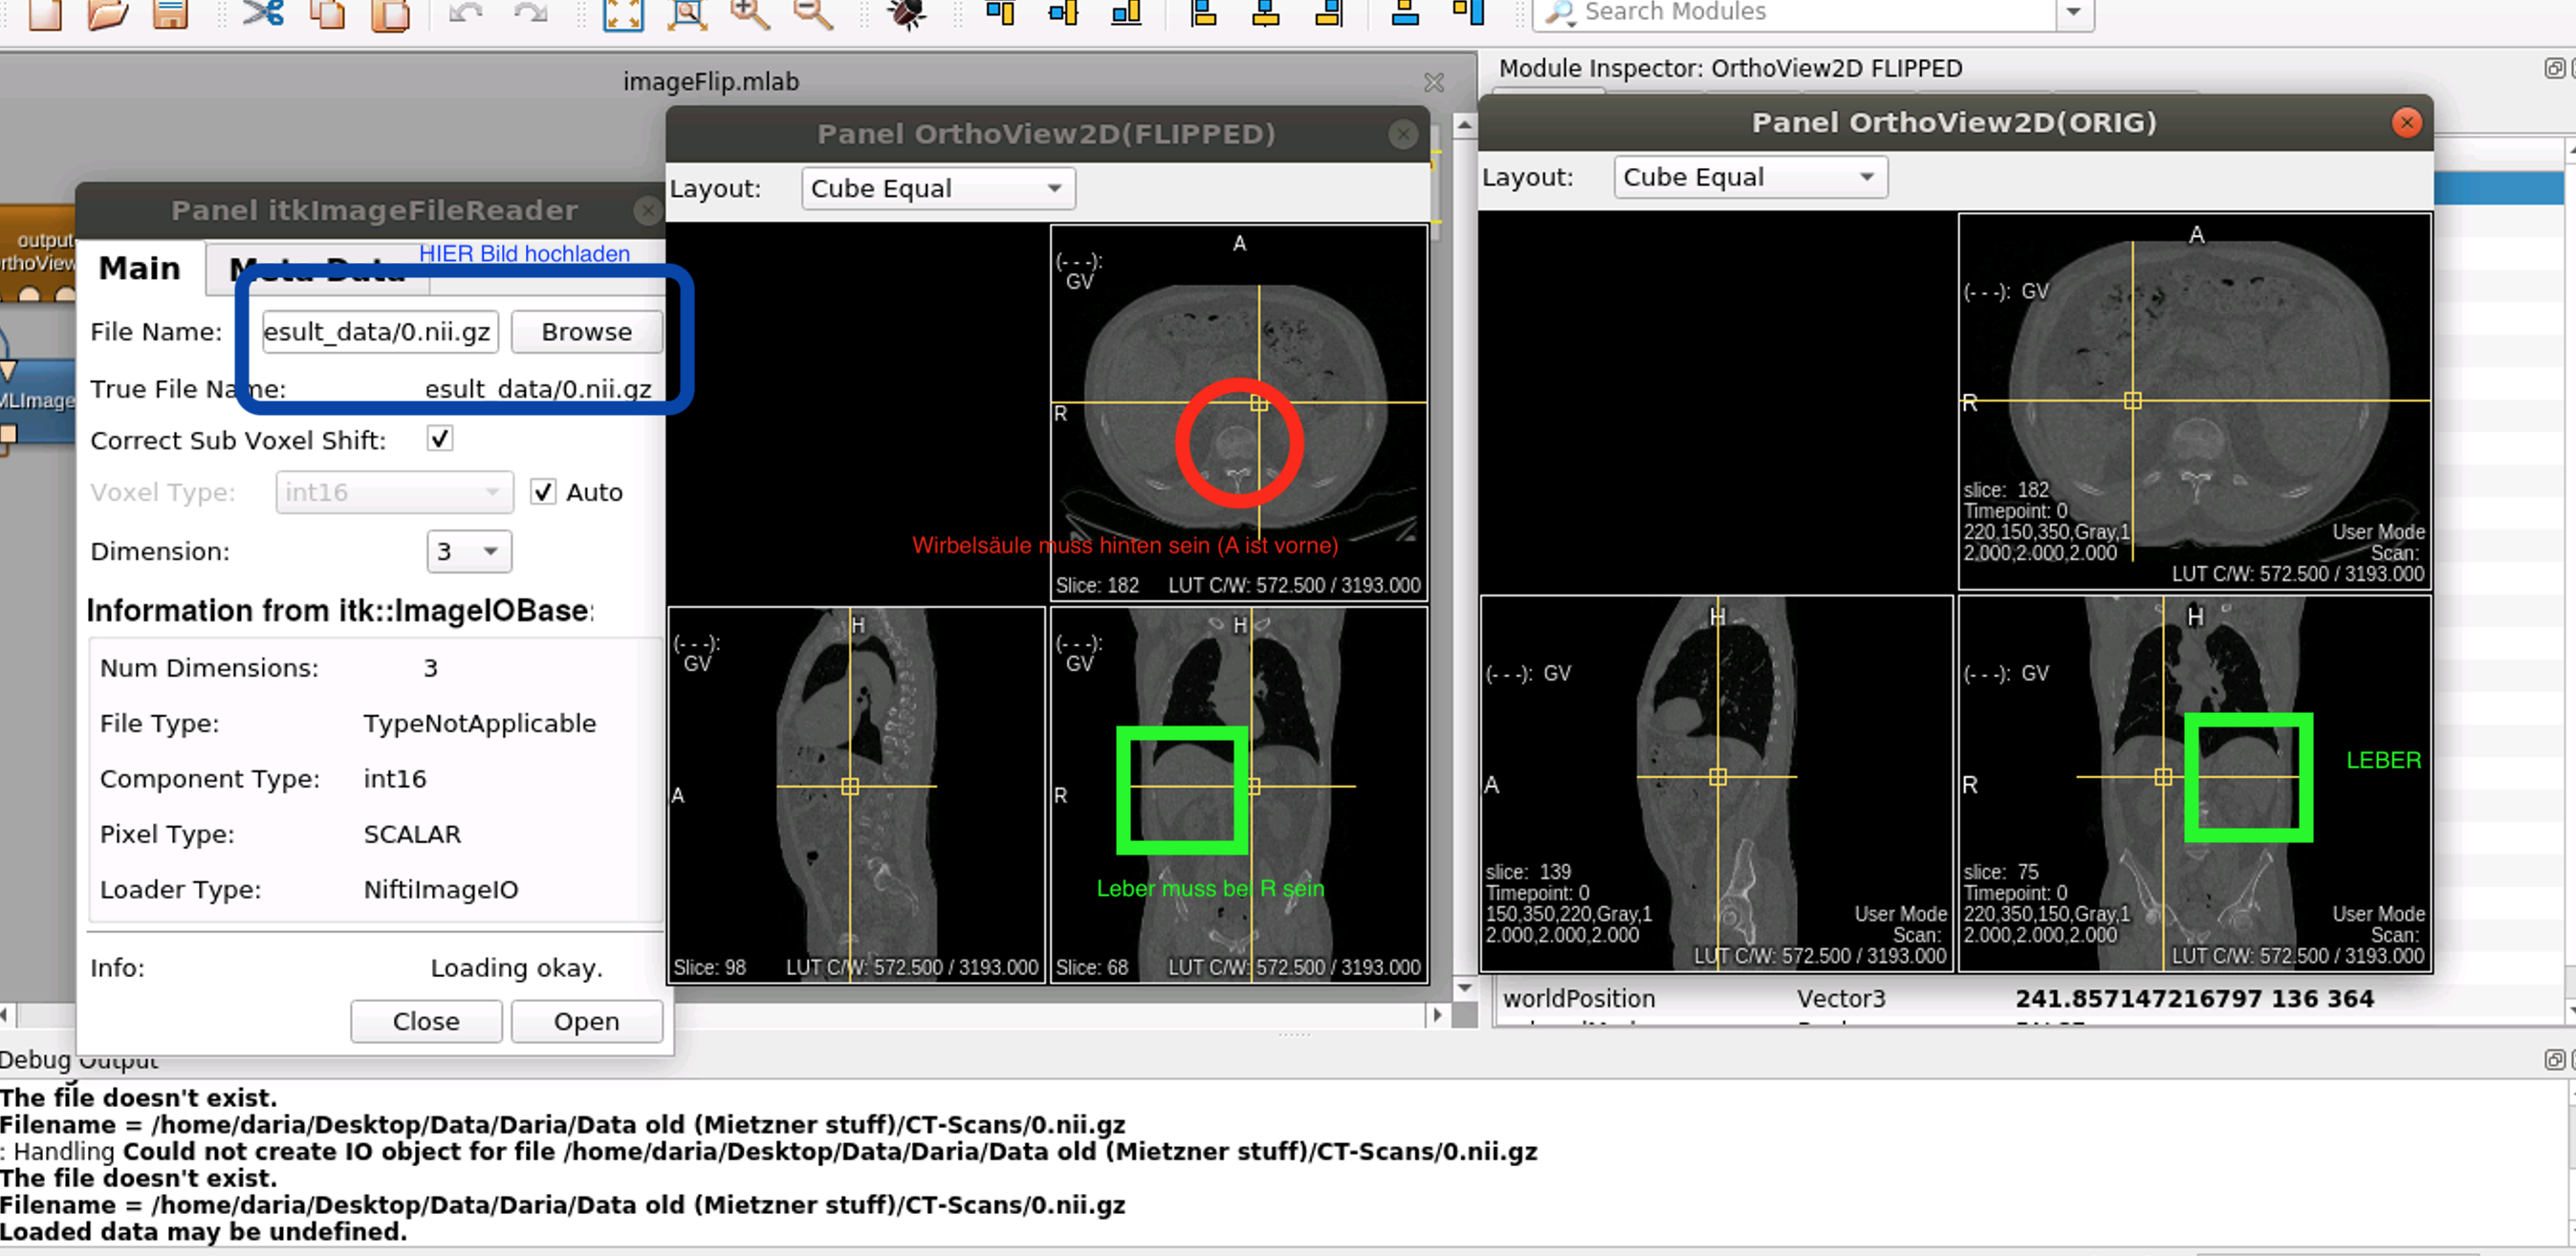 Search Modules
imageFlip.mlab
Module Inspector: OrthoView2D FLIPPED
output
rthoView
MLImage
Panel itkImageFileReader
Main
Meta Data
HIER Bild hochladen
File Name:
esult_data/0.nii.gz
Browse
True File Name:
esult_data/0.nii.gz
Correct Sub Voxel Shift:
Voxel Type:
int16
Auto
Dimension:
3
Information from itk::ImageIOBase:
Num Dimensions: 3
File Type: TypeNotApplicable
Component Type: int16
Pixel Type: SCALAR
Loader Type: NiftiImageIO
Info: Loading okay.
Close
Open
Panel OrthoView2D(FLIPPED)
Layout: Cube Equal
A
(- - -):
GV
R
Wirbelsäule muss hinten sein (A ist vorne)
Slice: 182 LUT C/W: 572.500 / 3193.000
H
(- - -):
GV
A
Slice: 98 LUT C/W: 572.500 / 3193.000
H
(- - -):
GV
R
Leber muss bei R sein
Slice: 68 LUT C/W: 572.500 / 3193.000
Panel OrthoView2D(ORIG)
Layout: Cube Equal
A
(- - -): GV
R
slice: 182
Timepoint: 0
220,150,350,Gray,1
2.000,2.000,2.000
User Mode
Scan:
LUT C/W: 572.500 / 3193.000
H
(- - -): GV
A
slice: 139
Timepoint: 0
150,350,220,Gray,1
2.000,2.000,2.000
User Mode
Scan:
LUT C/W: 572.500 / 3193.000
H
(- - -): GV
LEBER
R
slice: 75
Timepoint: 0
220,350,150,Gray,1
2.000,2.000,2.000
User Mode
Scan:
LUT C/W: 572.500 / 3193.000
worldPosition Vector3 241.857147216797 136 364
Debug Output
The file doesn't exist.
Filename = /home/daria/Desktop/Data/Daria/Data old (Mietzner stuff)/CT-Scans/0.nii.gz
: Handling Could not create IO object for file /home/daria/Desktop/Data/Daria/Data old (Mietzner stuff)/CT-Scans/0.nii.gz
The file doesn't exist.
Filename = /home/daria/Desktop/Data/Daria/Data old (Mietzner stuff)/CT-Scans/0.nii.gz
Loaded data may be undefined.